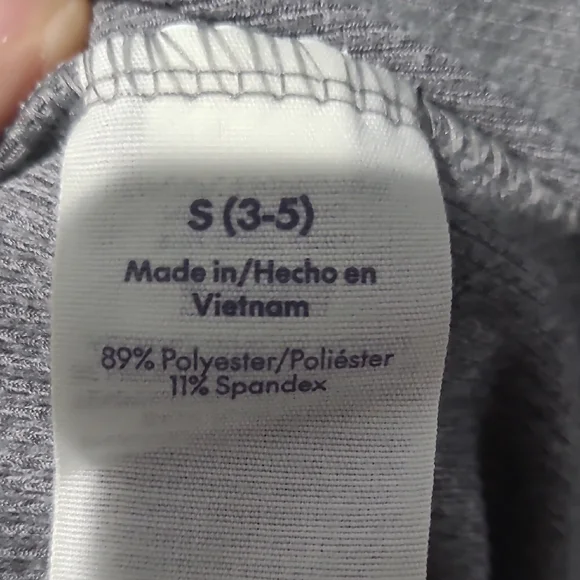 S (3-5)
Made in/Hecho en
Vietnam
89% Polyester/Poliéster
11% Spandex